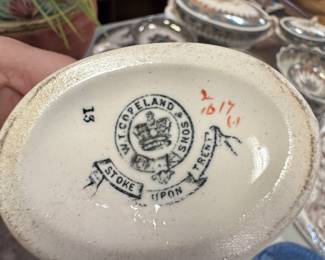 W.T. COPELAND & SONS
STOKE UPON TRENT
13